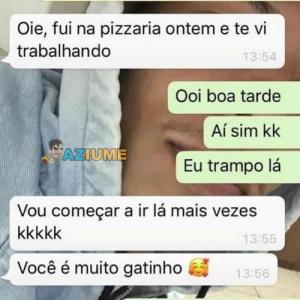 Oie, fui na pizzaria ontem e te vi
trabalhando
13:54
Ooi boa tarde
Aí sim kk
AZIUME
Eu trampo lá
Vou começar a ir lá mais vezes
kkkkk
13:55
Você é muito gatinho 🥰
13:56